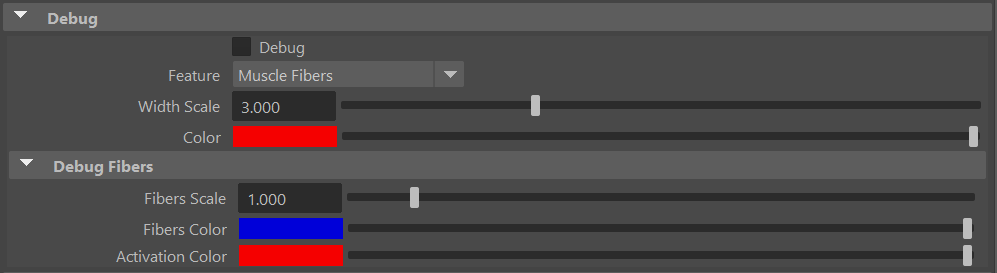 Debug
Debug
Feature Muscle Fibers
Width Scale 3.000
Color
Debug Fibers
Fibers Scale 1.000
Fibers Color
Activation Color